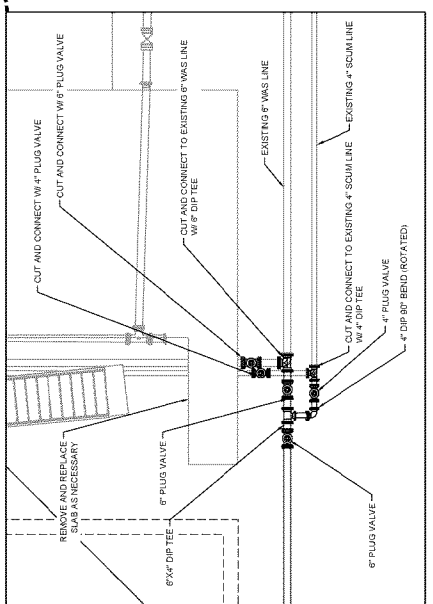 CUT AND CONNECT W/ 4" PLUG VALVE
CUT AND CONNECT W/ 6" PLUG VALVE
CUT AND CONNECT TO EXISTING 6" WAS LINE
W/ 6" DIP TEE
EXISTING 6" WAS LINE
EXISTING 4" SCUM LINE
REMOVE AND REPLACE
SLAB AS NECESSARY
6" PLUG VALVE
6"X4" DIP TEE
6" PLUG VALVE
CUT AND CONNECT TO EXISTING 4" SCUM LINE
W/ 4" DIP TEE
4" PLUG VALVE
4" DIP 90° BEND (ROTATED)